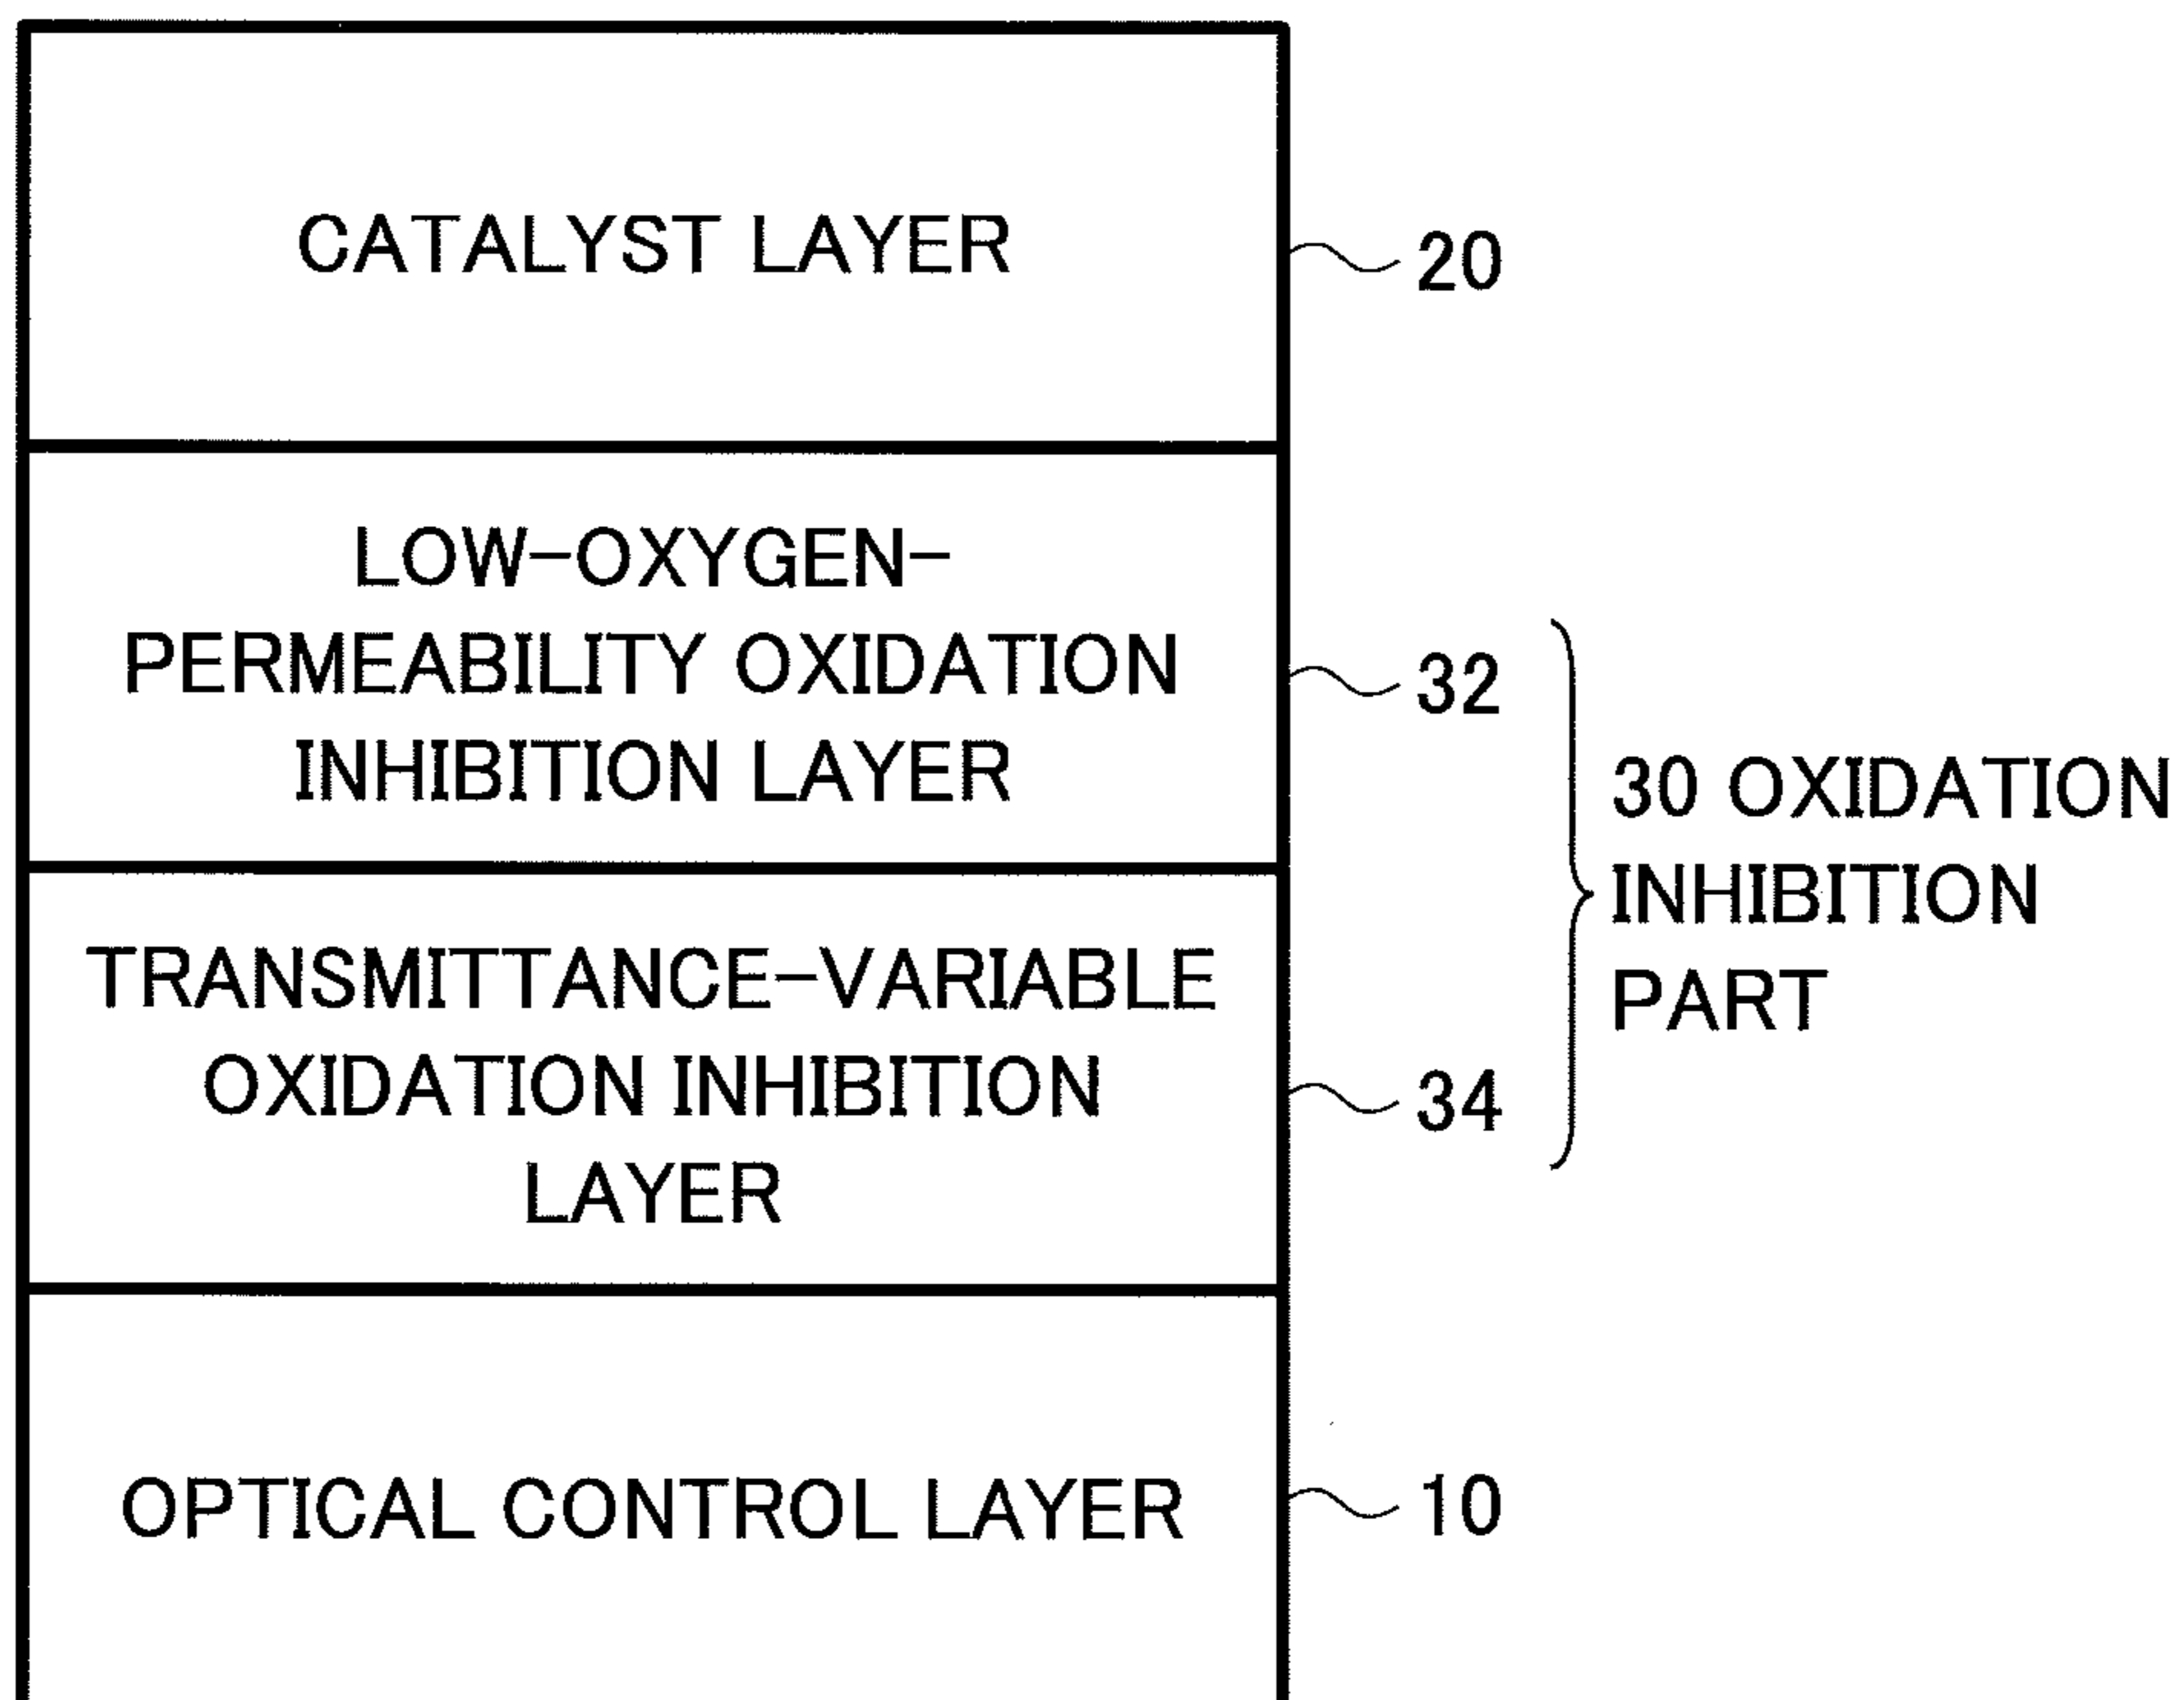 CATALYST LAYER
20
LOW-OXYGEN-
PERMEABILITY OXIDATION
INHIBITION LAYER
32
30 OXIDATION
INHIBITION
PART
TRANSMITTANCE-VARIABLE
OXIDATION INHIBITION
LAYER
34
OPTICAL CONTROL LAYER
10